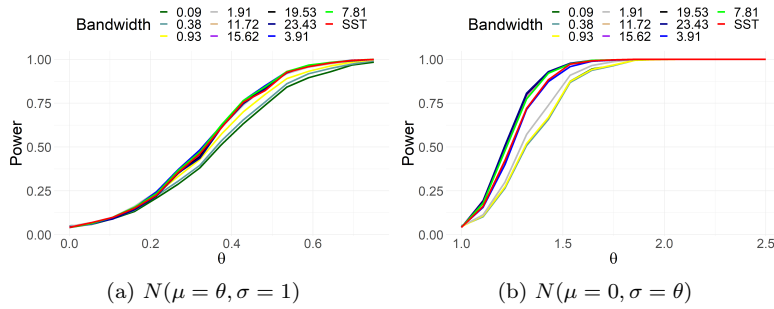 Bandwidth
0.09 1.91 19.53 7.81
0.38 11.72 23.43 SST
0.93 15.62 3.91
Power
1.00
0.75
0.50
0.25
0.00
0.0 0.2 0.4 0.6
θ
(a) N(μ = θ, σ = 1)
Bandwidth
0.09 1.91 19.53 7.81
0.38 11.72 23.43 SST
0.93 15.62 3.91
Power
1.00
0.75
0.50
0.25
0.00
1.0 1.5 2.0 2.5
θ
(b) N(μ = 0, σ = θ)